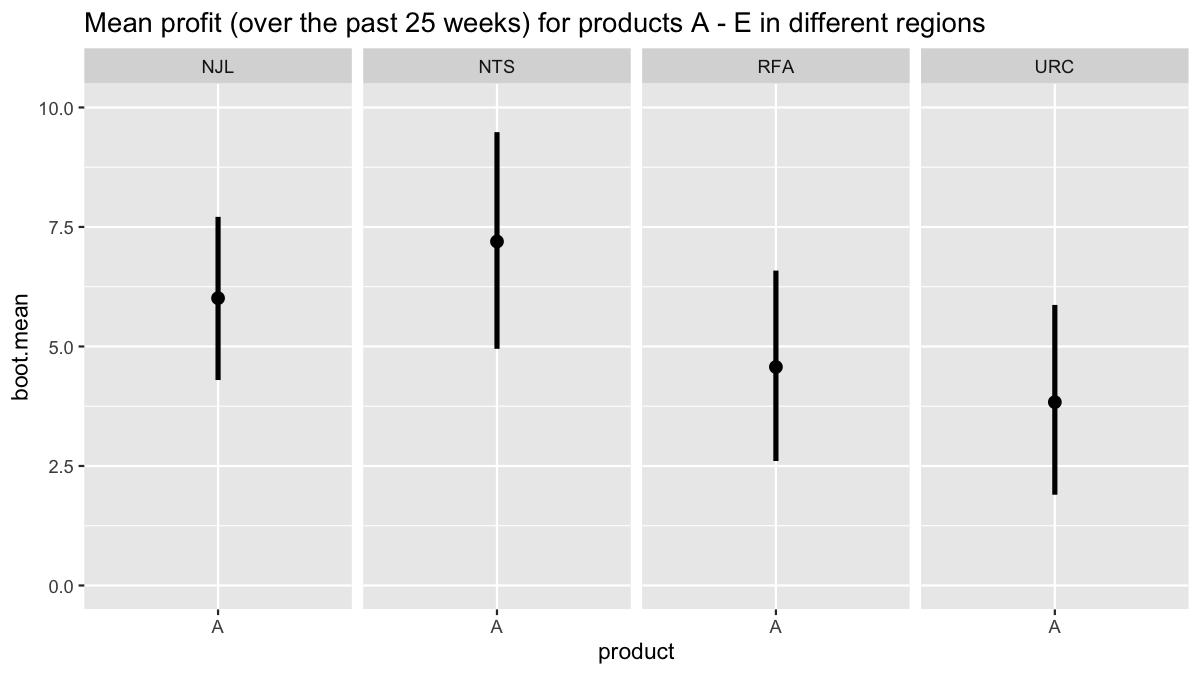 Mean profit (over the past 25 weeks) for products A - E in different regions
NJL NTS RFA URC
10.0
7.5
5.0
2.5
0.0
boot.mean
A A A A
product